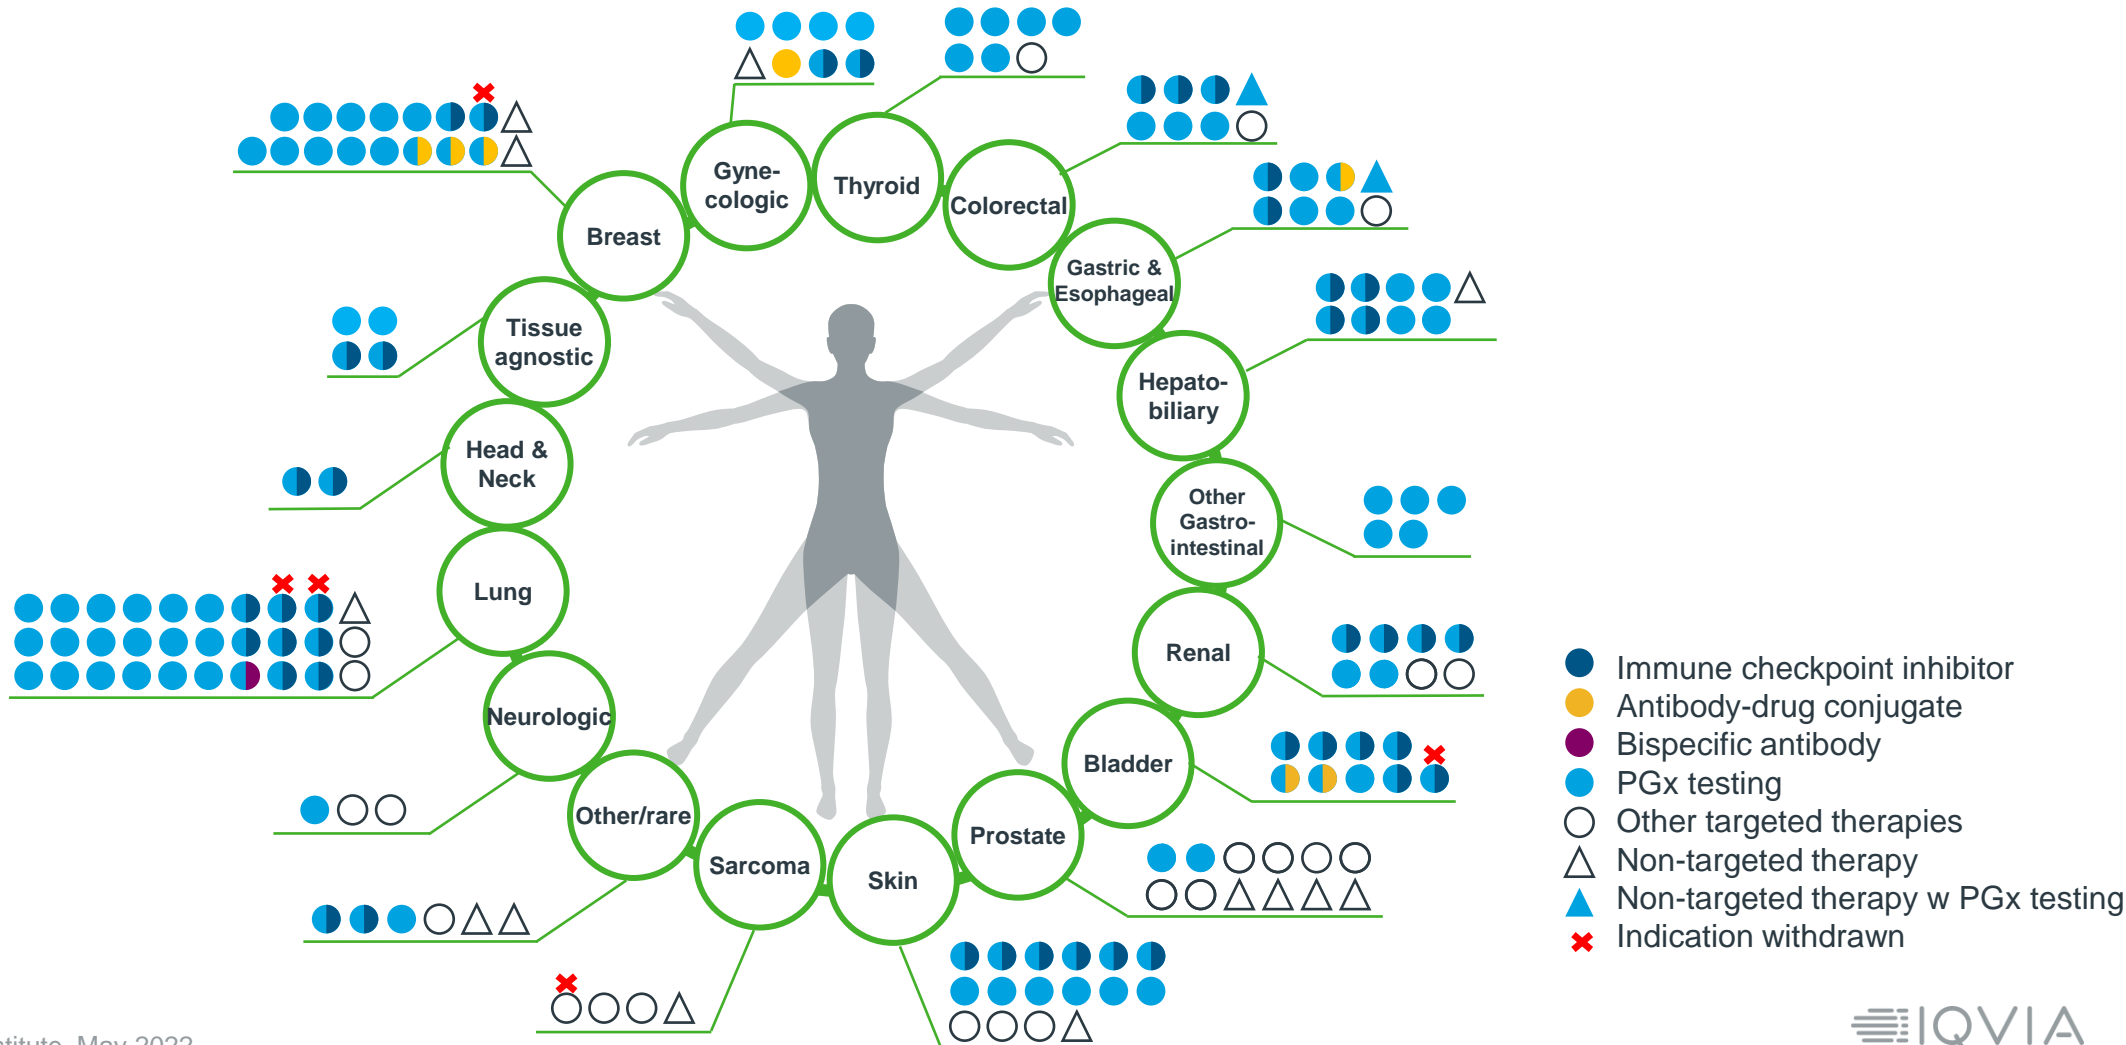 Gyne-
cologic
Thyroid
Colorectal
Breast
Gastric &
Esophageal
Tissue
agnostic
Hepato-
biliary
Head &
Neck
Other
Gastro-
intestinal
Lung
Renal
Neurologic
Bladder
Other/rare
Prostate
Sarcoma
Skin
Immune checkpoint inhibitor
Antibody-drug conjugate
Bispecific antibody
PGx testing
Other targeted therapies
Non-targeted therapy
Non-targeted therapy w PGx testing
Indication withdrawn
May 2022
IQVIA